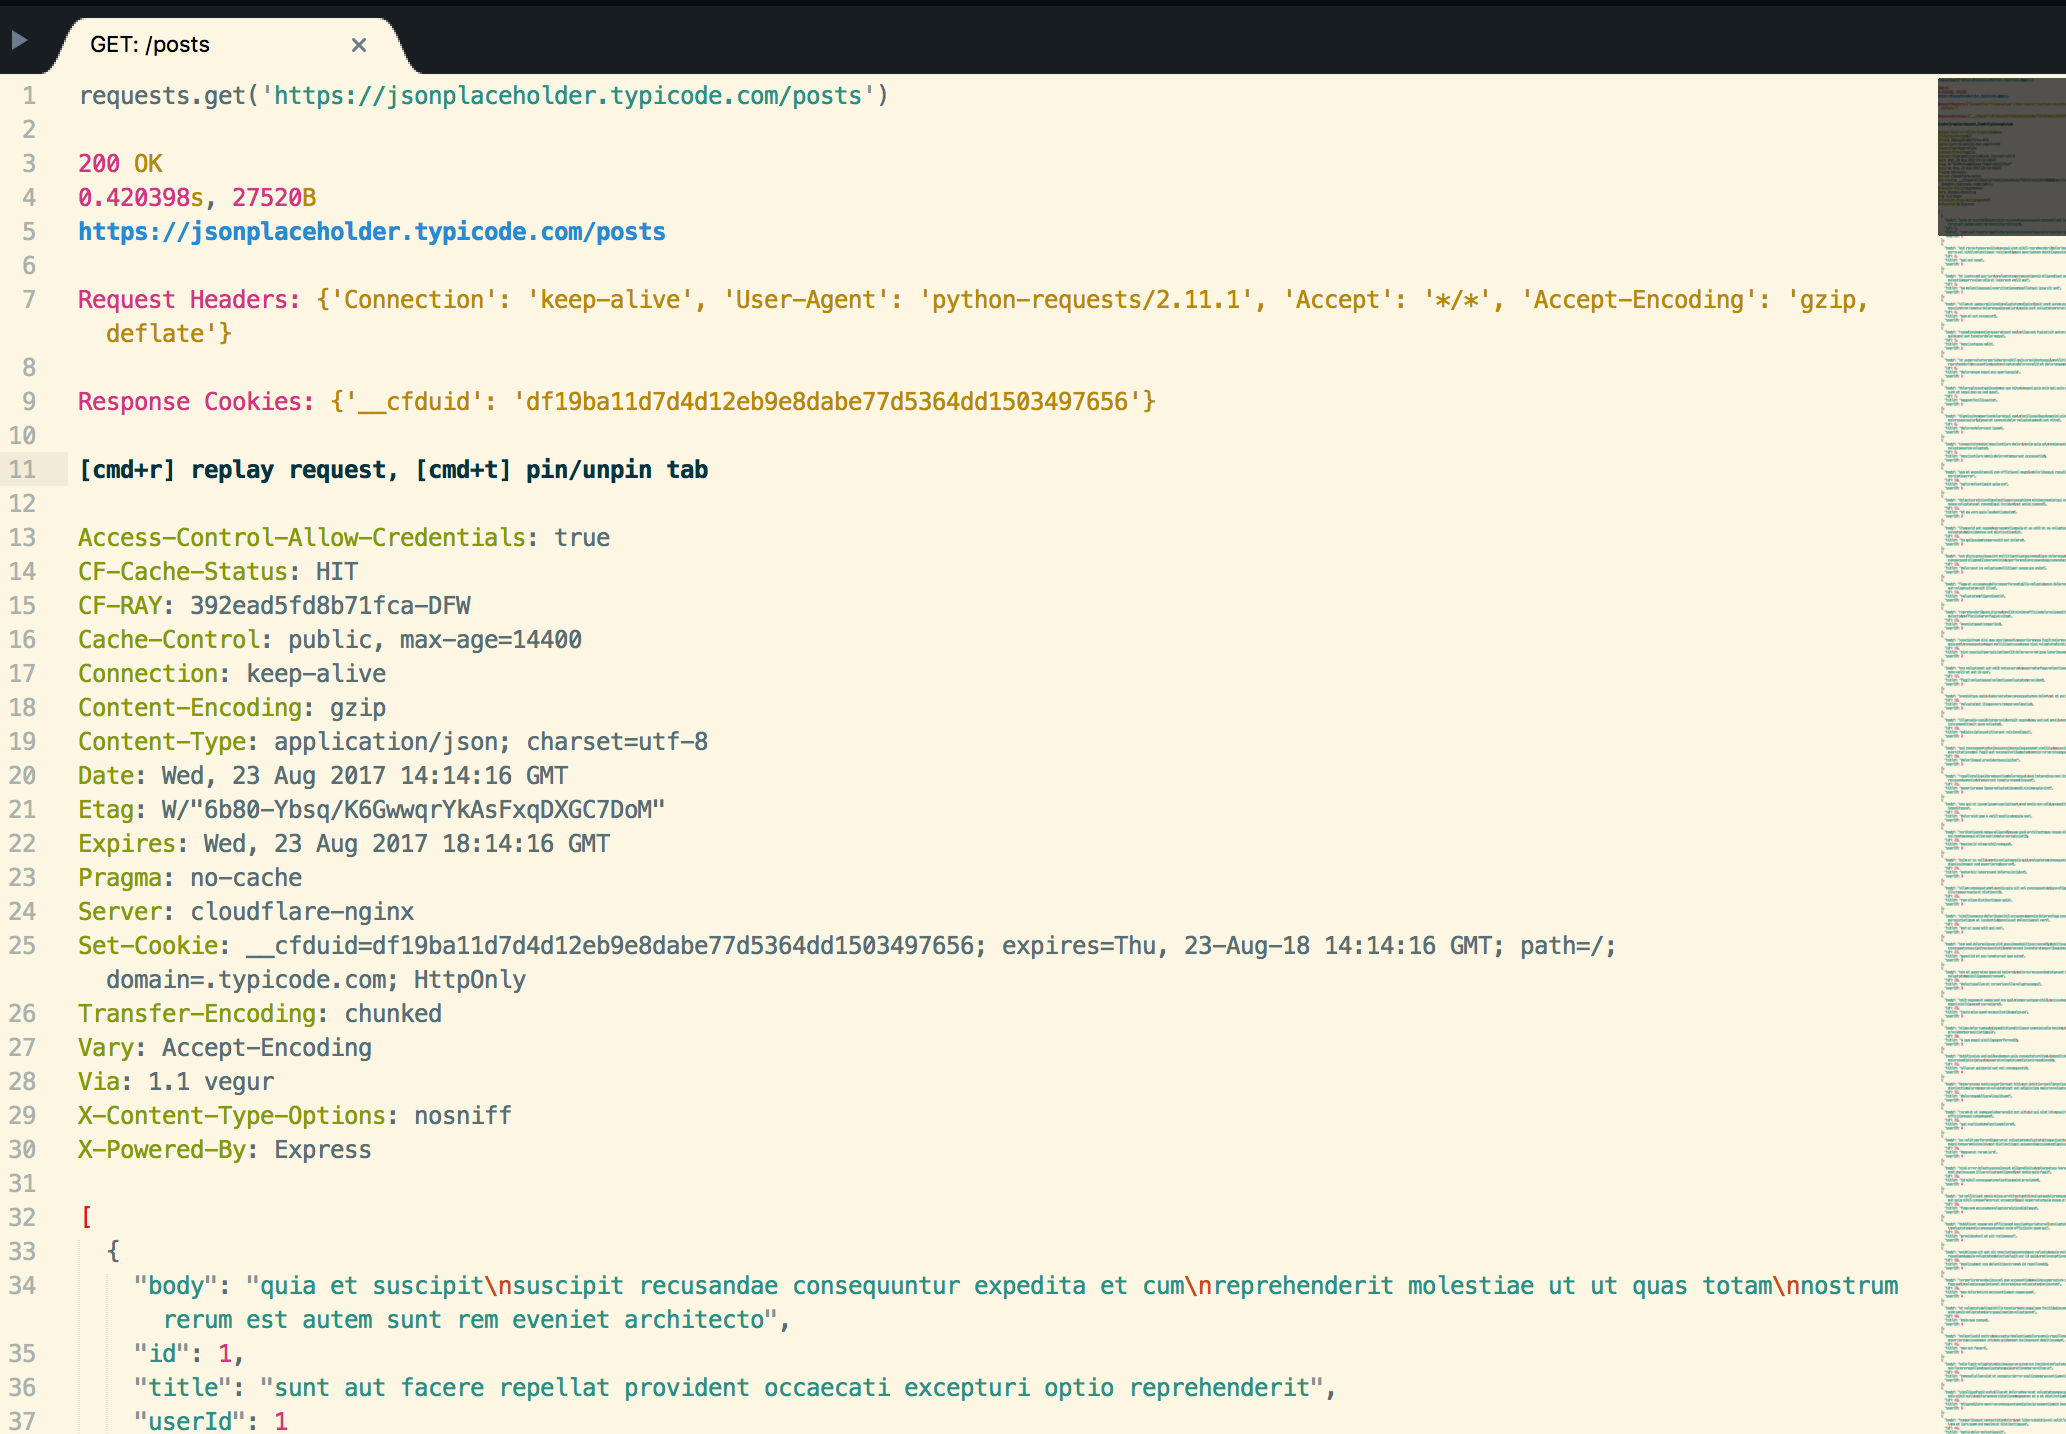 GET: /posts
1 requests.get('https://jsonplaceholder.typicode.com/posts')
2
3 200 OK
4 0.420398s, 27520B
5 https://jsonplaceholder.typicode.com/posts
6
7 Request Headers: {'Connection': 'keep-alive', 'User-Agent': 'python-requests/2.11.1', 'Accept': '*/*', 'Accept-Encoding': 'gzip,
deflate'}
8
9 Response Cookies: {'__cfduid': 'df19ba11d7d4d12eb9e8dabe77d5364dd1503497656'}
10
11 [cmd+r] replay request, [cmd+t] pin/unpin tab
12
13 Access-Control-Allow-Credentials: true
14 CF-Cache-Status: HIT
15 CF-RAY: 392ead5fd8b71fca-DFW
16 Cache-Control: public, max-age=14400
17 Connection: keep-alive
18 Content-Encoding: gzip
19 Content-Type: application/json; charset=utf-8
20 Date: Wed, 23 Aug 2017 14:14:16 GMT
21 Etag: W/"6b80-Ybsq/K6GwwqrYkAsFxqDXGC7DoM"
22 Expires: Wed, 23 Aug 2017 18:14:16 GMT
23 Pragma: no-cache
24 Server: cloudflare-nginx
25 Set-Cookie: __cfduid=df19ba11d7d4d12eb9e8dabe77d5364dd1503497656; expires=Thu, 23-Aug-18 14:14:16 GMT; path=/;
domain=.typicode.com; HttpOnly
26 Transfer-Encoding: chunked
27 Vary: Accept-Encoding
28 Via: 1.1 vegur
29 X-Content-Type-Options: nosniff
30 X-Powered-By: Express
31
32 [
33 {
34 "body": "quia et suscipit\nsuscipit recusandae consequuntur expedita et cum\nreprehenderit molestiae ut ut quas totam\nnostrum
rerum est autem sunt rem eveniet architecto",
35 "id": 1,
36 "title": "sunt aut facere repellat provident occaecati excepturi optio reprehenderit",
37 "userId": 1